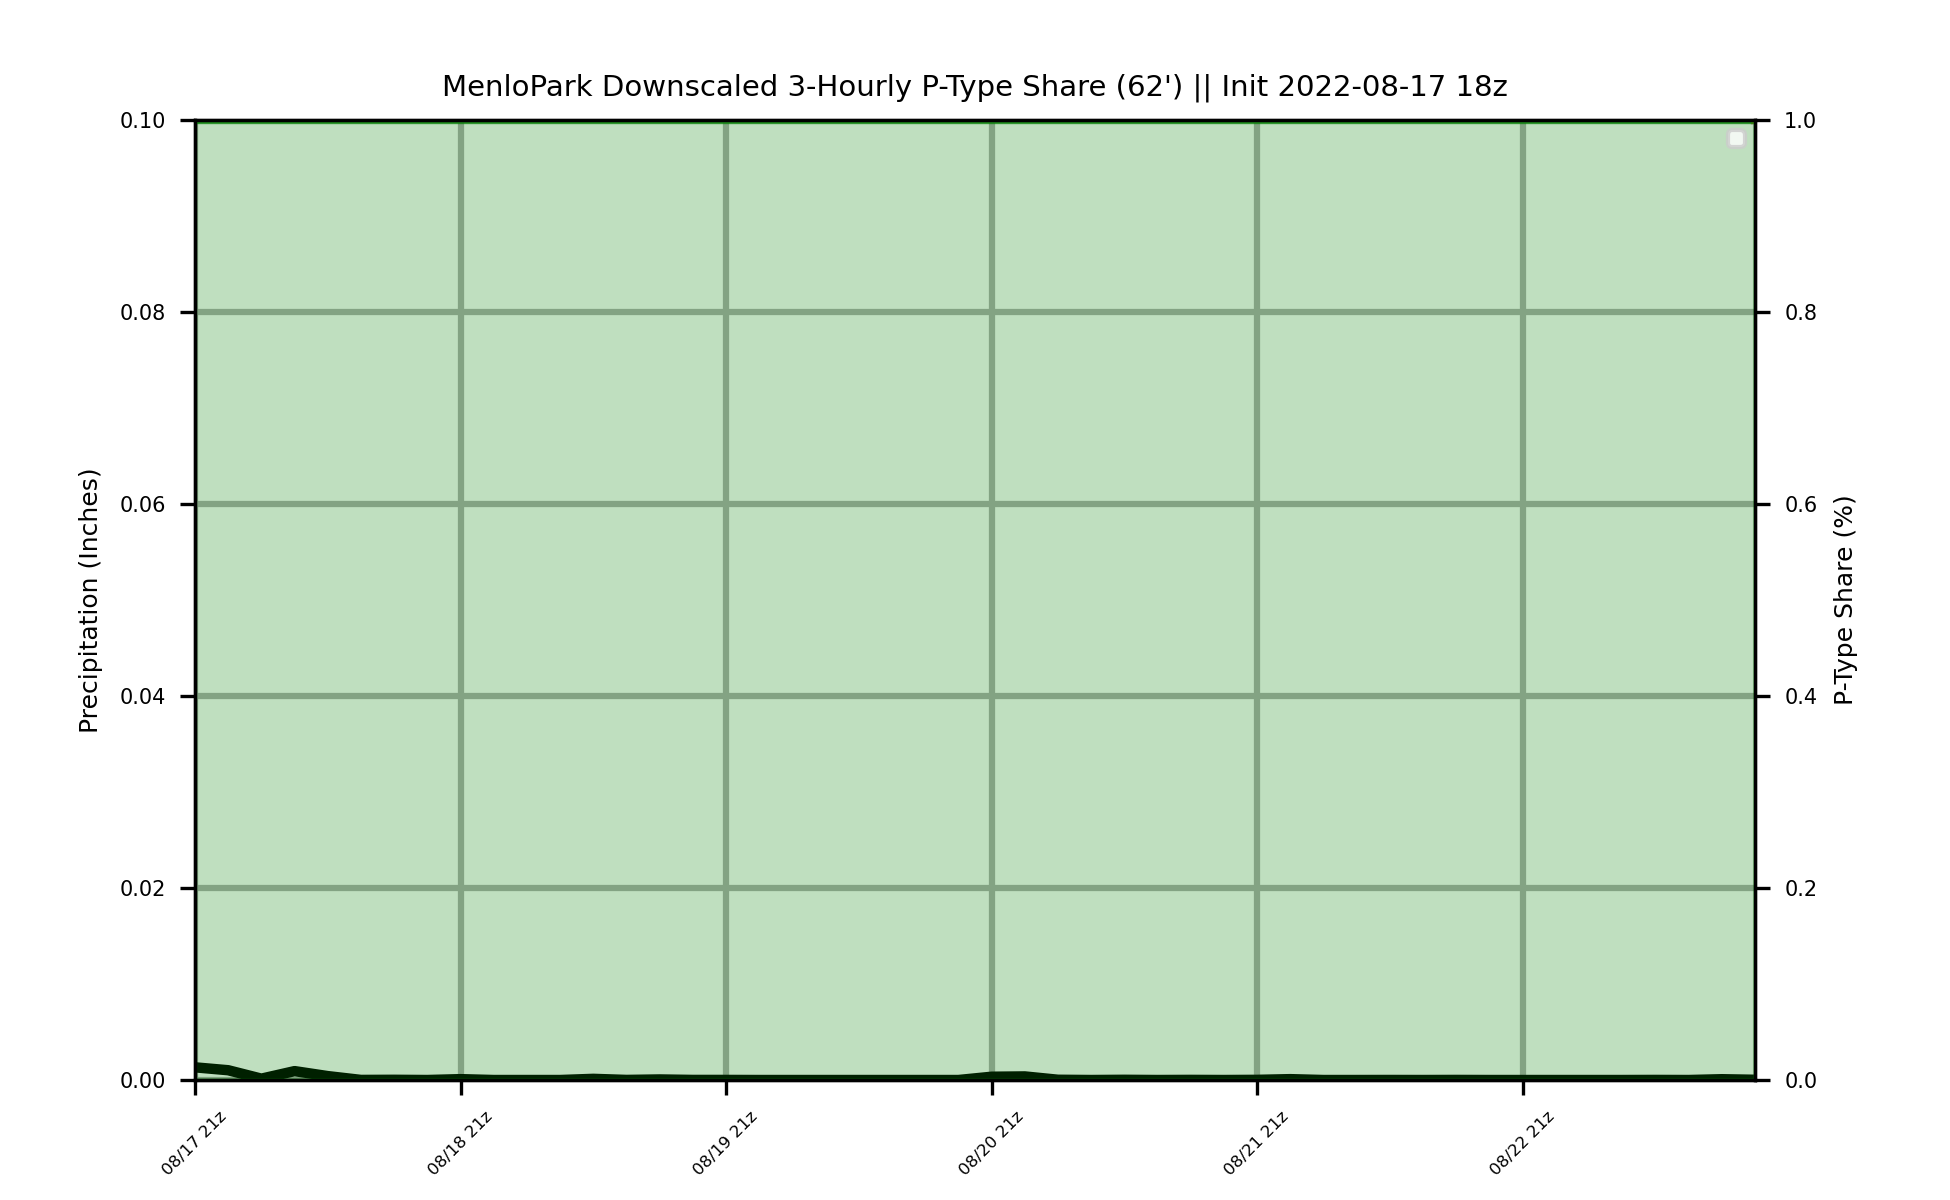 MenloPark Downscaled 3-Hourly P-Type Share (62') || Init 2022-08-17 18z
0.10
0.08
0.06
0.04
0.02
0.00
Precipitation (Inches)
1.0
0.8
0.6
0.4
0.2
0.0
P-Type Share (%)
08/17 21z
08/18 21z
08/19 21z
08/20 21z
08/21 21z
08/22 21z